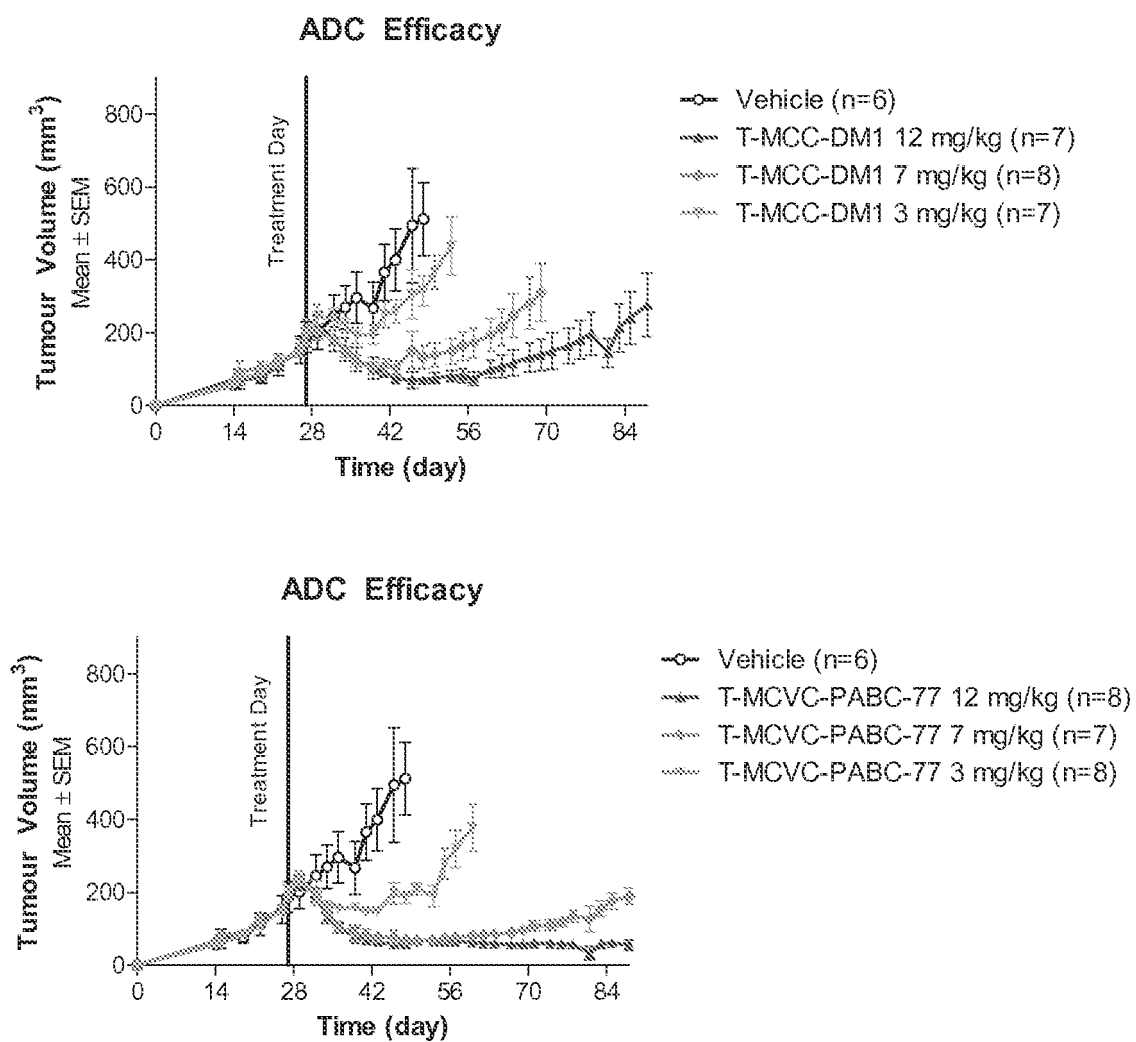 ADC Efficacy
Tumour Volume (mm³)
Mean ± SEM
800
600
400
200
0
Treatment Day
0 14 28 42 56 70 84
Time (day)
Vehicle (n=6)
T-MCC-DM1 12 mg/kg (n=7)
T-MCC-DM1 7 mg/kg (n=8)
T-MCC-DM1 3 mg/kg (n=7)
ADC Efficacy
Tumour Volume (mm³)
Mean ± SEM
800
600
400
200
0
Treatment Day
0 14 28 42 56 70 84
Time (day)
Vehicle (n=6)
T-MCVC-PABC-77 12 mg/kg (n=8)
T-MCVC-PABC-77 7 mg/kg (n=7)
T-MCVC-PABC-77 3 mg/kg (n=8)